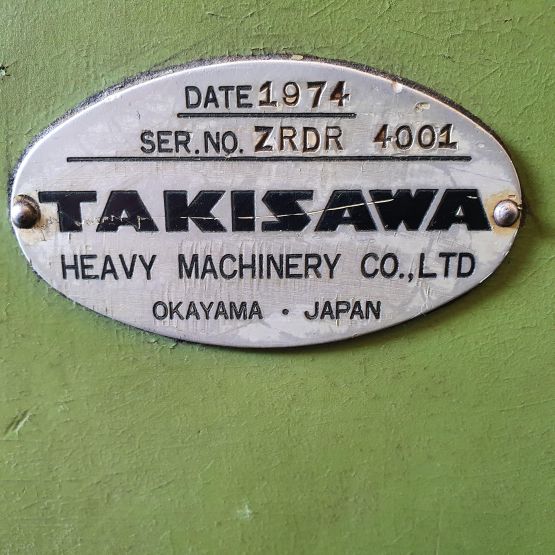 DATE 1974
SER.NO. ZRDR 4001
TAKISAWA
HEAVY MACHINERY CO.,LTD
OKAYAMA · JAPAN